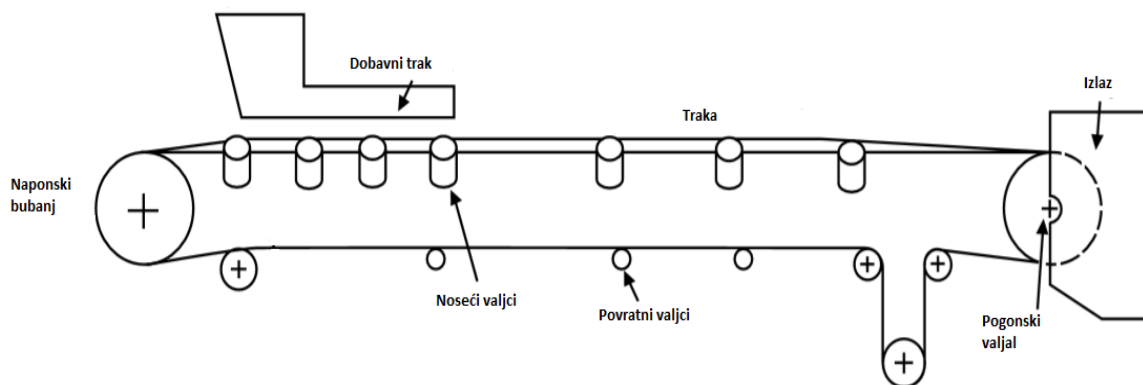 Dobavni trak
Izlaz
Traka
Naponski
bubanj
Noseći valjci
Povratni valjci
Pogonski
valjal